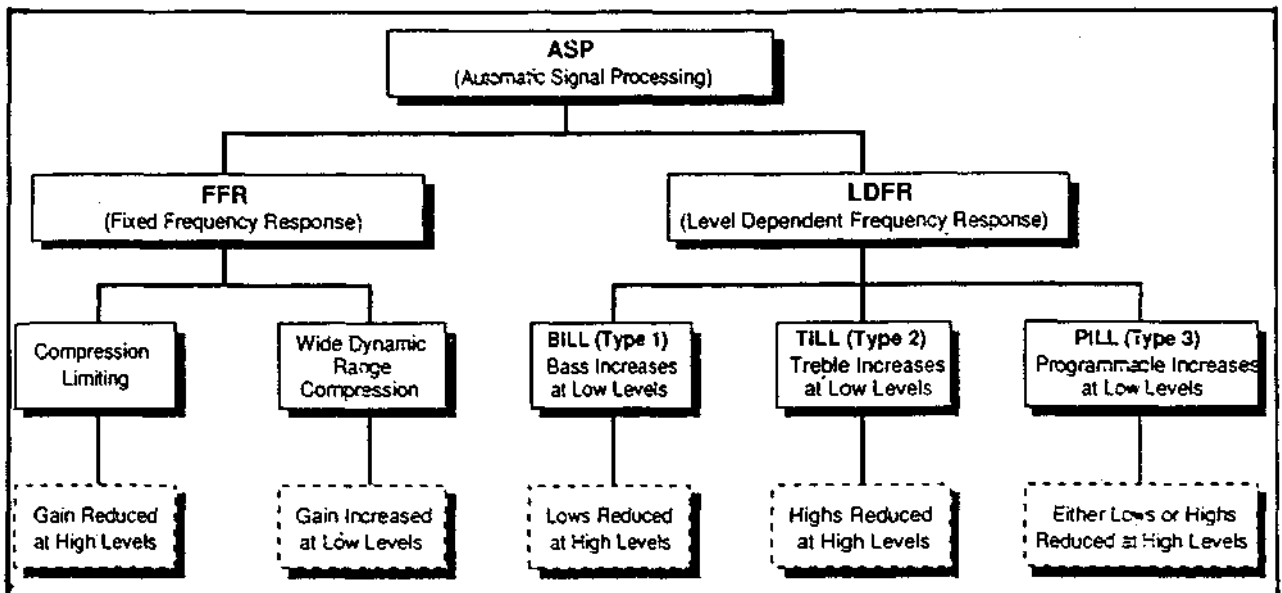 ASP
(Automatic Signal Processing)
FFR
(Fixed Frequency Response)
LDFR
(Level Dependent Frequency Response)
Compression
Limiting
Wide Dynamic
Range
Compression
BILL (Type 1)
Bass Increases
at Low Levels
TILL (Type 2)
Treble Increases
at Low Levels
PILL (Type 3)
Programmable Increases
at Low Levels
Gain Reduced
at High Levels
Gain Increased
at Low Levels
Lows Reduced
at High Levels
Highs Reduced
at High Levels
Either Lows or Highs
Reduced at High Levels